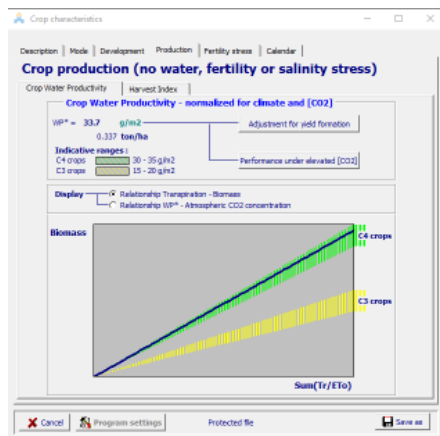 Crop characteristics
Description | Mode | Development | Production | Fertility stress | Calendar |
Crop production (no water, fertility or salinity stress)
Crop Water Productivity | Harvest Index |
Crop Water Productivity - normalized for climate and [CO2]
WP* = 33.7 g/m2 Adjustment for yield formation
0.337 ton/ha
Indicative ranges :
C4 crops 30 - 35 g/m2 Performance under elevated [CO2]
C3 crops 15 - 20 g/m2
Display Relationship Transpiration - Biomass
Relationship WP* - Atmospheric CO2 concentration
Biomass
C4 crops
C3 crops
Sum(Tr/ETo)
Cancel Program settings Protected file Save as